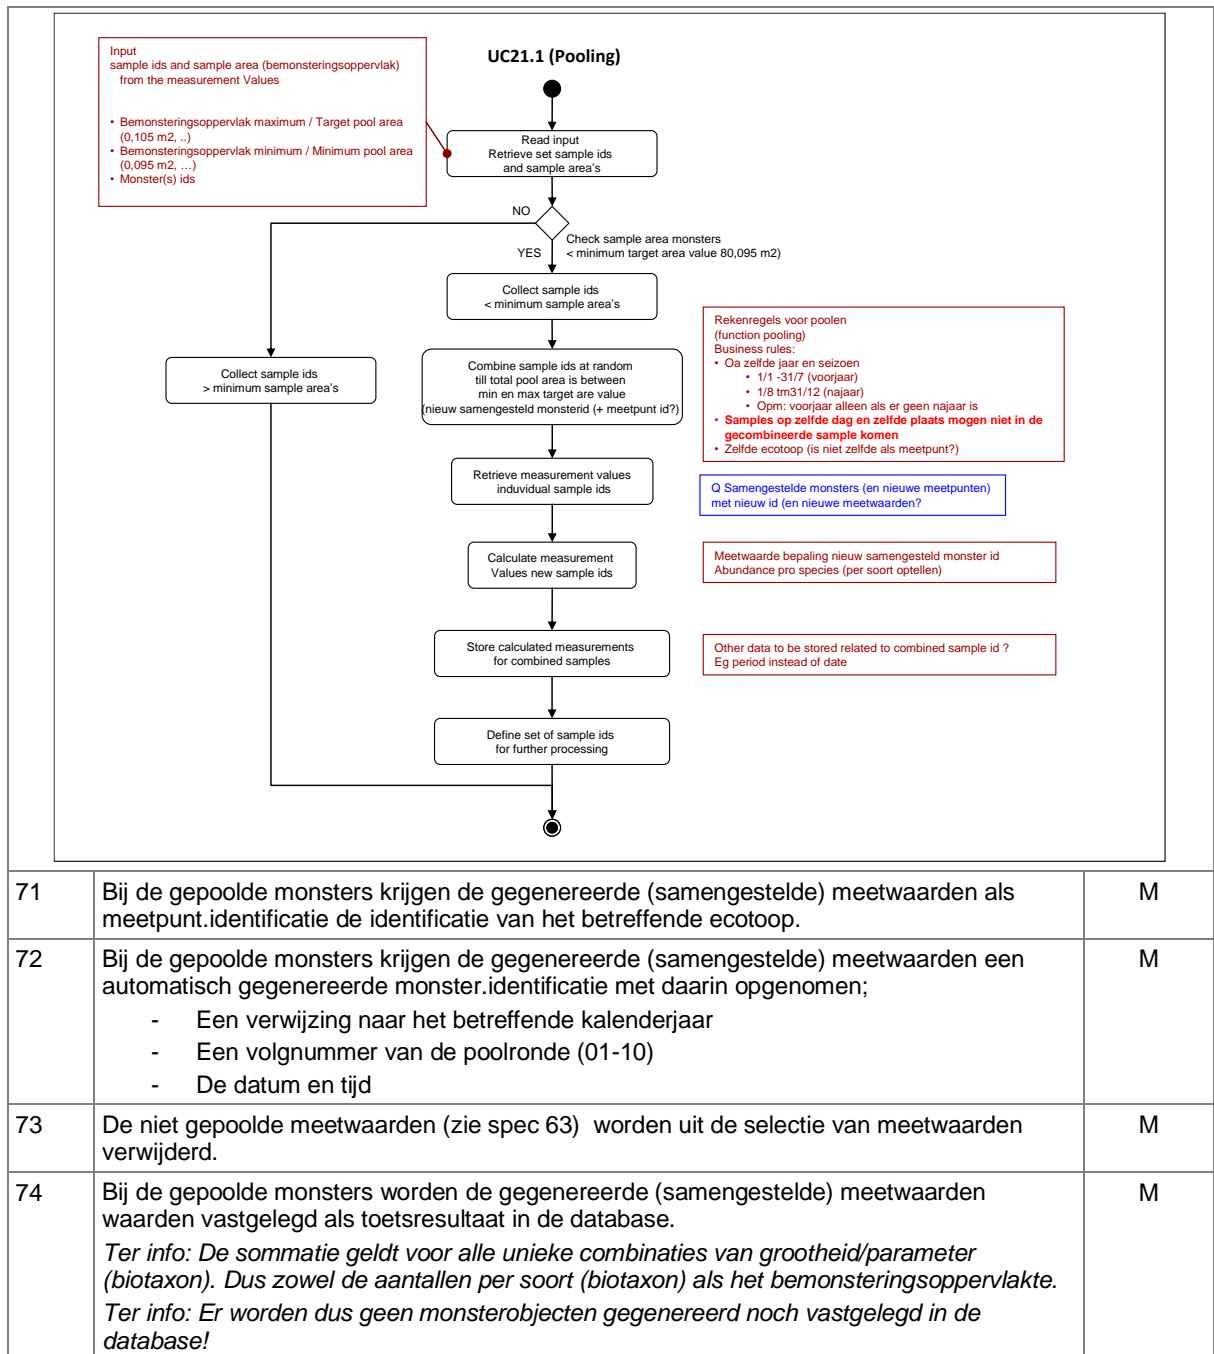 UC21.1 (Pooling)
Input
sample ids and sample area (bemonsteringsoppervlak)
from the measurement Values
• Bemonsteringsoppervlak maximum / Target pool area
(0,105 m2, ..)
• Bemonsteringsoppervlak minimum / Minimum pool area
(0,095 m2, …)
• Monster(s) ids
Read input
Retrieve set sample ids
and sample area’s
NO
YES
Check sample area monsters
< minimum target area value 80,095 m2)
Collect sample ids
< minimum sample area’s
Collect sample ids
> minimum sample area’s
Combine sample ids at random
till total pool area is between
min en max target are value
(nieuw samengesteld monsterid (+ meetpunt id?)
Rekenregels voor poolen
(function pooling)
Business rules:
• Oa zelfde jaar en seizoen
• 1/1 -31/7 (voorjaar)
• 1/8 tm31/12 (najaar)
• Opm: voorjaar alleen als er geen najaar is
• Samples op zelfde dag en zelfde plaats mogen niet in de
gecombineerde sample komen
• Zelfde ecotoop (is niet zelfde als meetpunt?)
Retrieve measurement values
induvidual sample ids
Q Samengestelde monsters (en nieuwe meetpunten)
met nieuw id (en nieuwe meetwaarden?
Calculate measurement
Values new sample ids
Meetwaarde bepaling nieuw samengesteld monster id
Abundance pro species (per soort optellen)
Store calculated measurements
for combined samples
Other data to be stored related to combined sample id ?
Eg period instead of date
Define set of sample ids
for further processing
71 Bij de gepoolde monsters krijgen de gegenereerde (samengestelde) meetwaarden als M
meetpunt.identificatie de identificatie van het betreffende ecotoop.
72 Bij de gepoolde monsters krijgen de gegenereerde (samengestelde) meetwaarden een M
automatisch gegenereerde monster.identificatie met daarin opgenomen;
- Een verwijzing naar het betreffende kalenderjaar
- Een volgnummer van de poolronde (01-10)
- De datum en tijd
73 De niet gepoolde meetwaarden (zie spec 63) worden uit de selectie van meetwaarden M
verwijderd.
74 Bij de gepoolde monsters worden de gegenereerde (samengestelde) meetwaarden M
waarden vastgelegd als toetsresultaat in de database.
Ter info: De sommatie geldt voor alle unieke combinaties van grootheid/parameter
(biotaxon). Dus zowel de aantallen per soort (biotaxon) als het bemonsteringsoppervlakte.
Ter info: Er worden dus geen monsterobjecten gegenereerd noch vastgelegd in de
database!